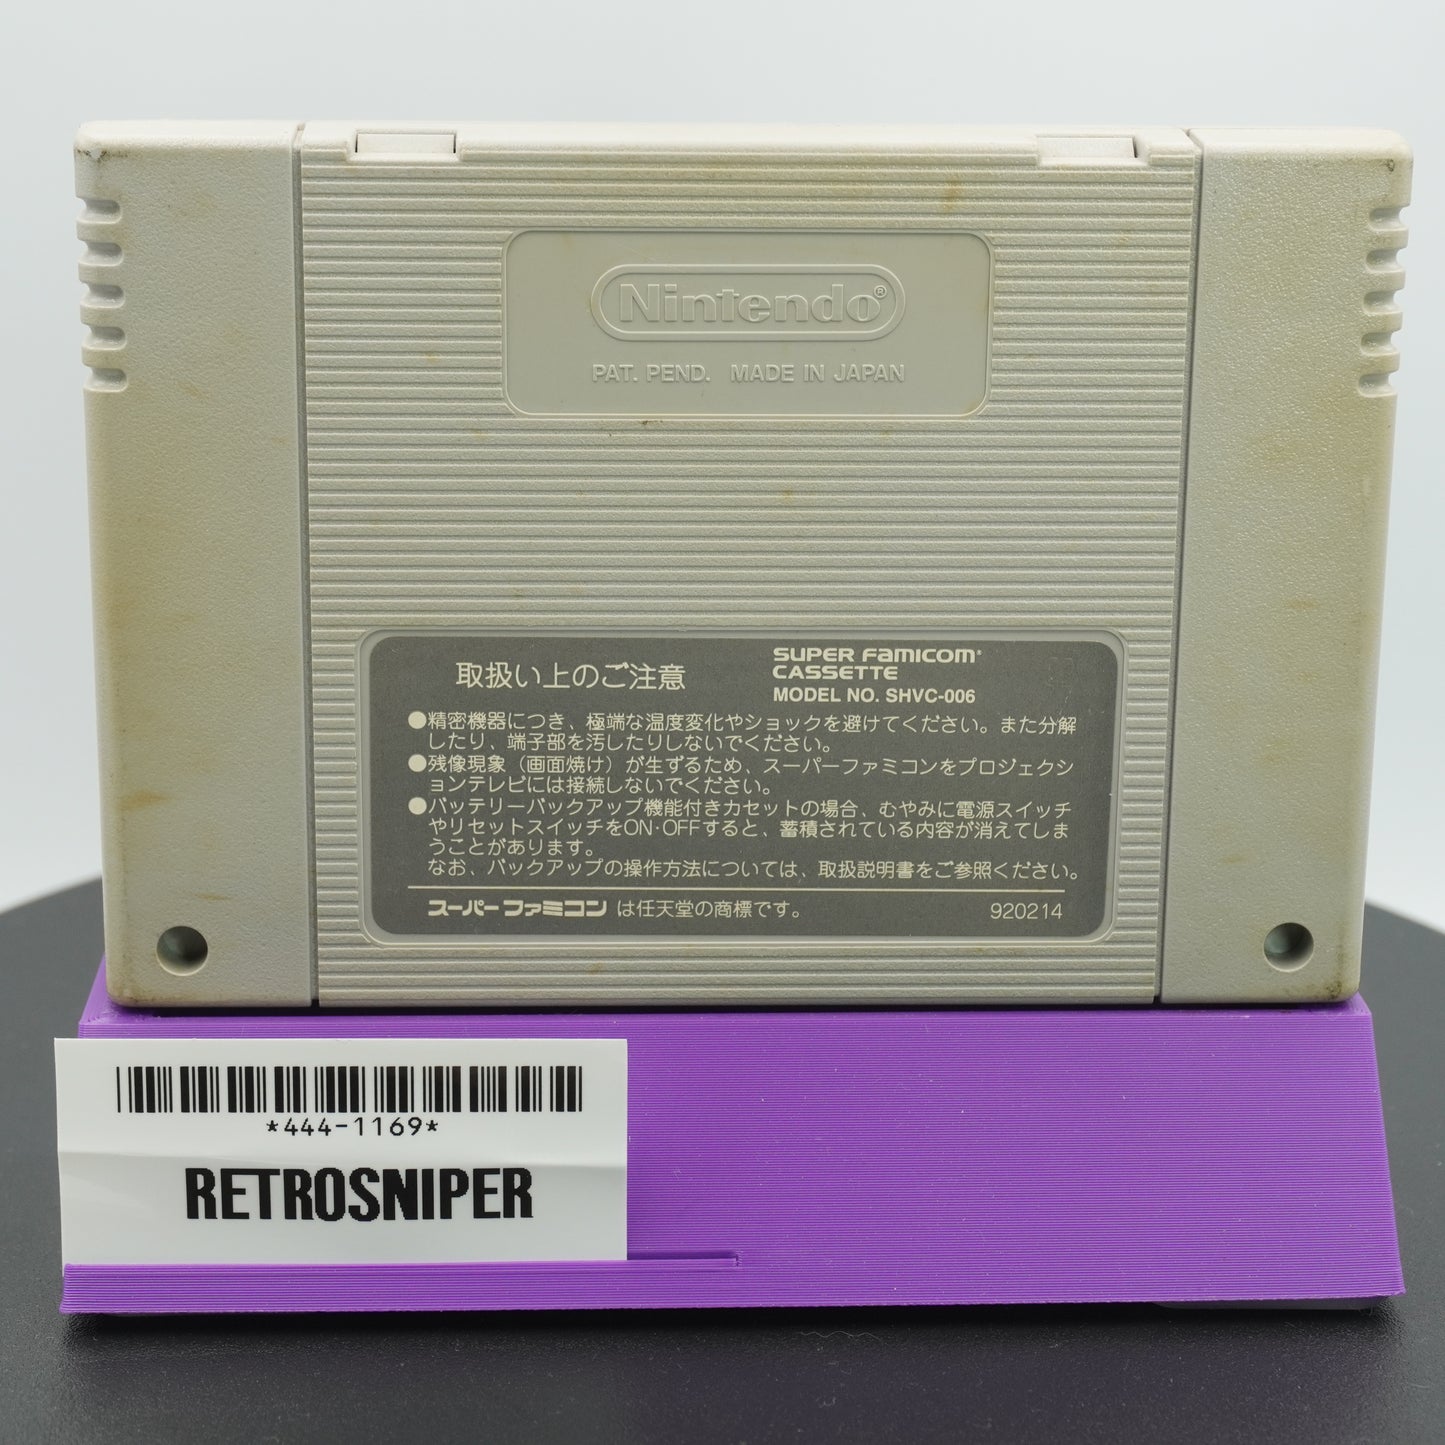 Nintendo®
PAT. PEND. MADE IN JAPAN
取扱い上のご注意
SUPER FAMICOM
CASSETTE
MODEL NO. SHVC-006
●精密機器につき、極端な温度変化やショックを避けてください。また分解
したり、端子部を汚したりしないでください。
●残像現象（画面焼け）が生ずるため、スーパーファミコンをプロジェクシ
ョンテレビには接続しないでください。
●バッテリーバックアップ機能付きカセットの場合、むやみに電源スイッチ
やリセットスイッチをON・OFFすると、蓄積されている内容が消えてしま
うことがあります。
なお、バックアップの操作方法については、取扱説明書をご参照ください。
スーパーファミコンは任天堂の商標です。
920214
*444-1169*
RETROSNIPER